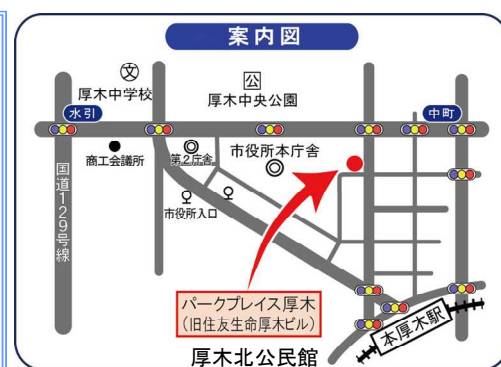 案内図
文
厚木中学校
公
厚木中央公園
水引
中町
商工会議所
第2庁舎
市役所本庁舎
市役所入口
国道129号線
パークプレイス厚木
(旧住友生命厚木ビル)
本厚木駅
厚木北公民館